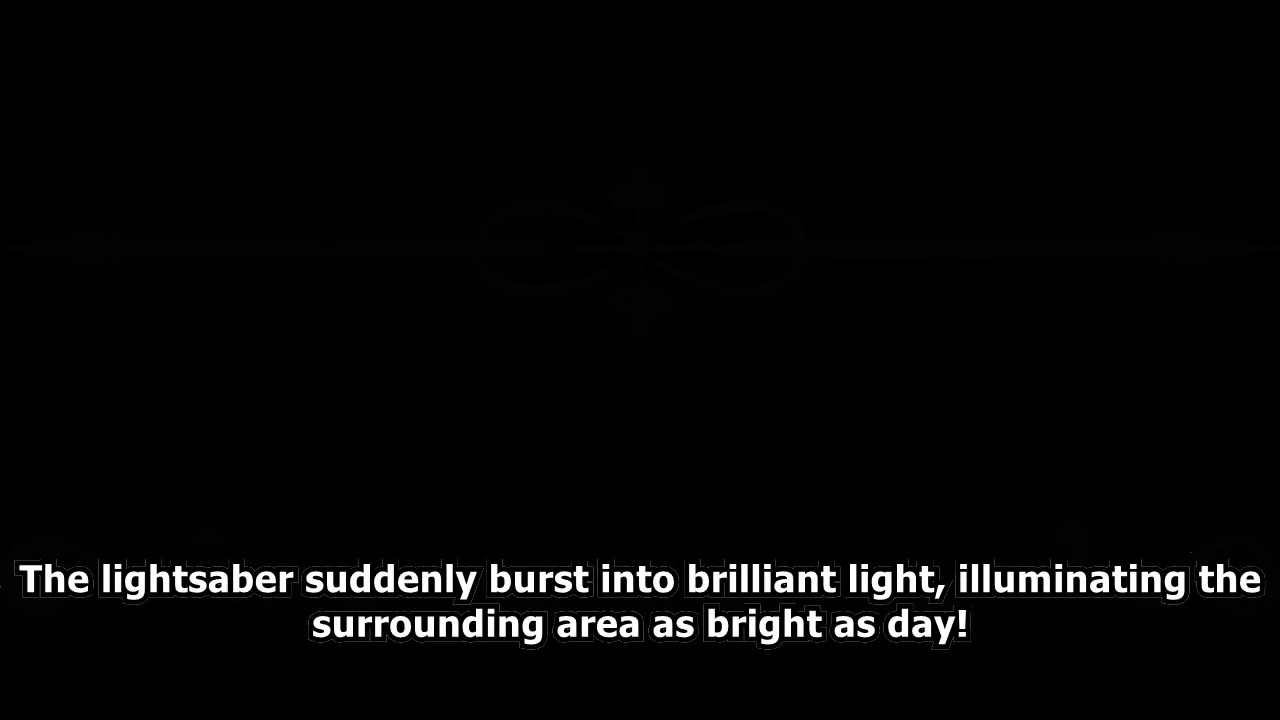 The lightsaber suddenly burst into brilliant light, illuminating the
surrounding area as bright as day!